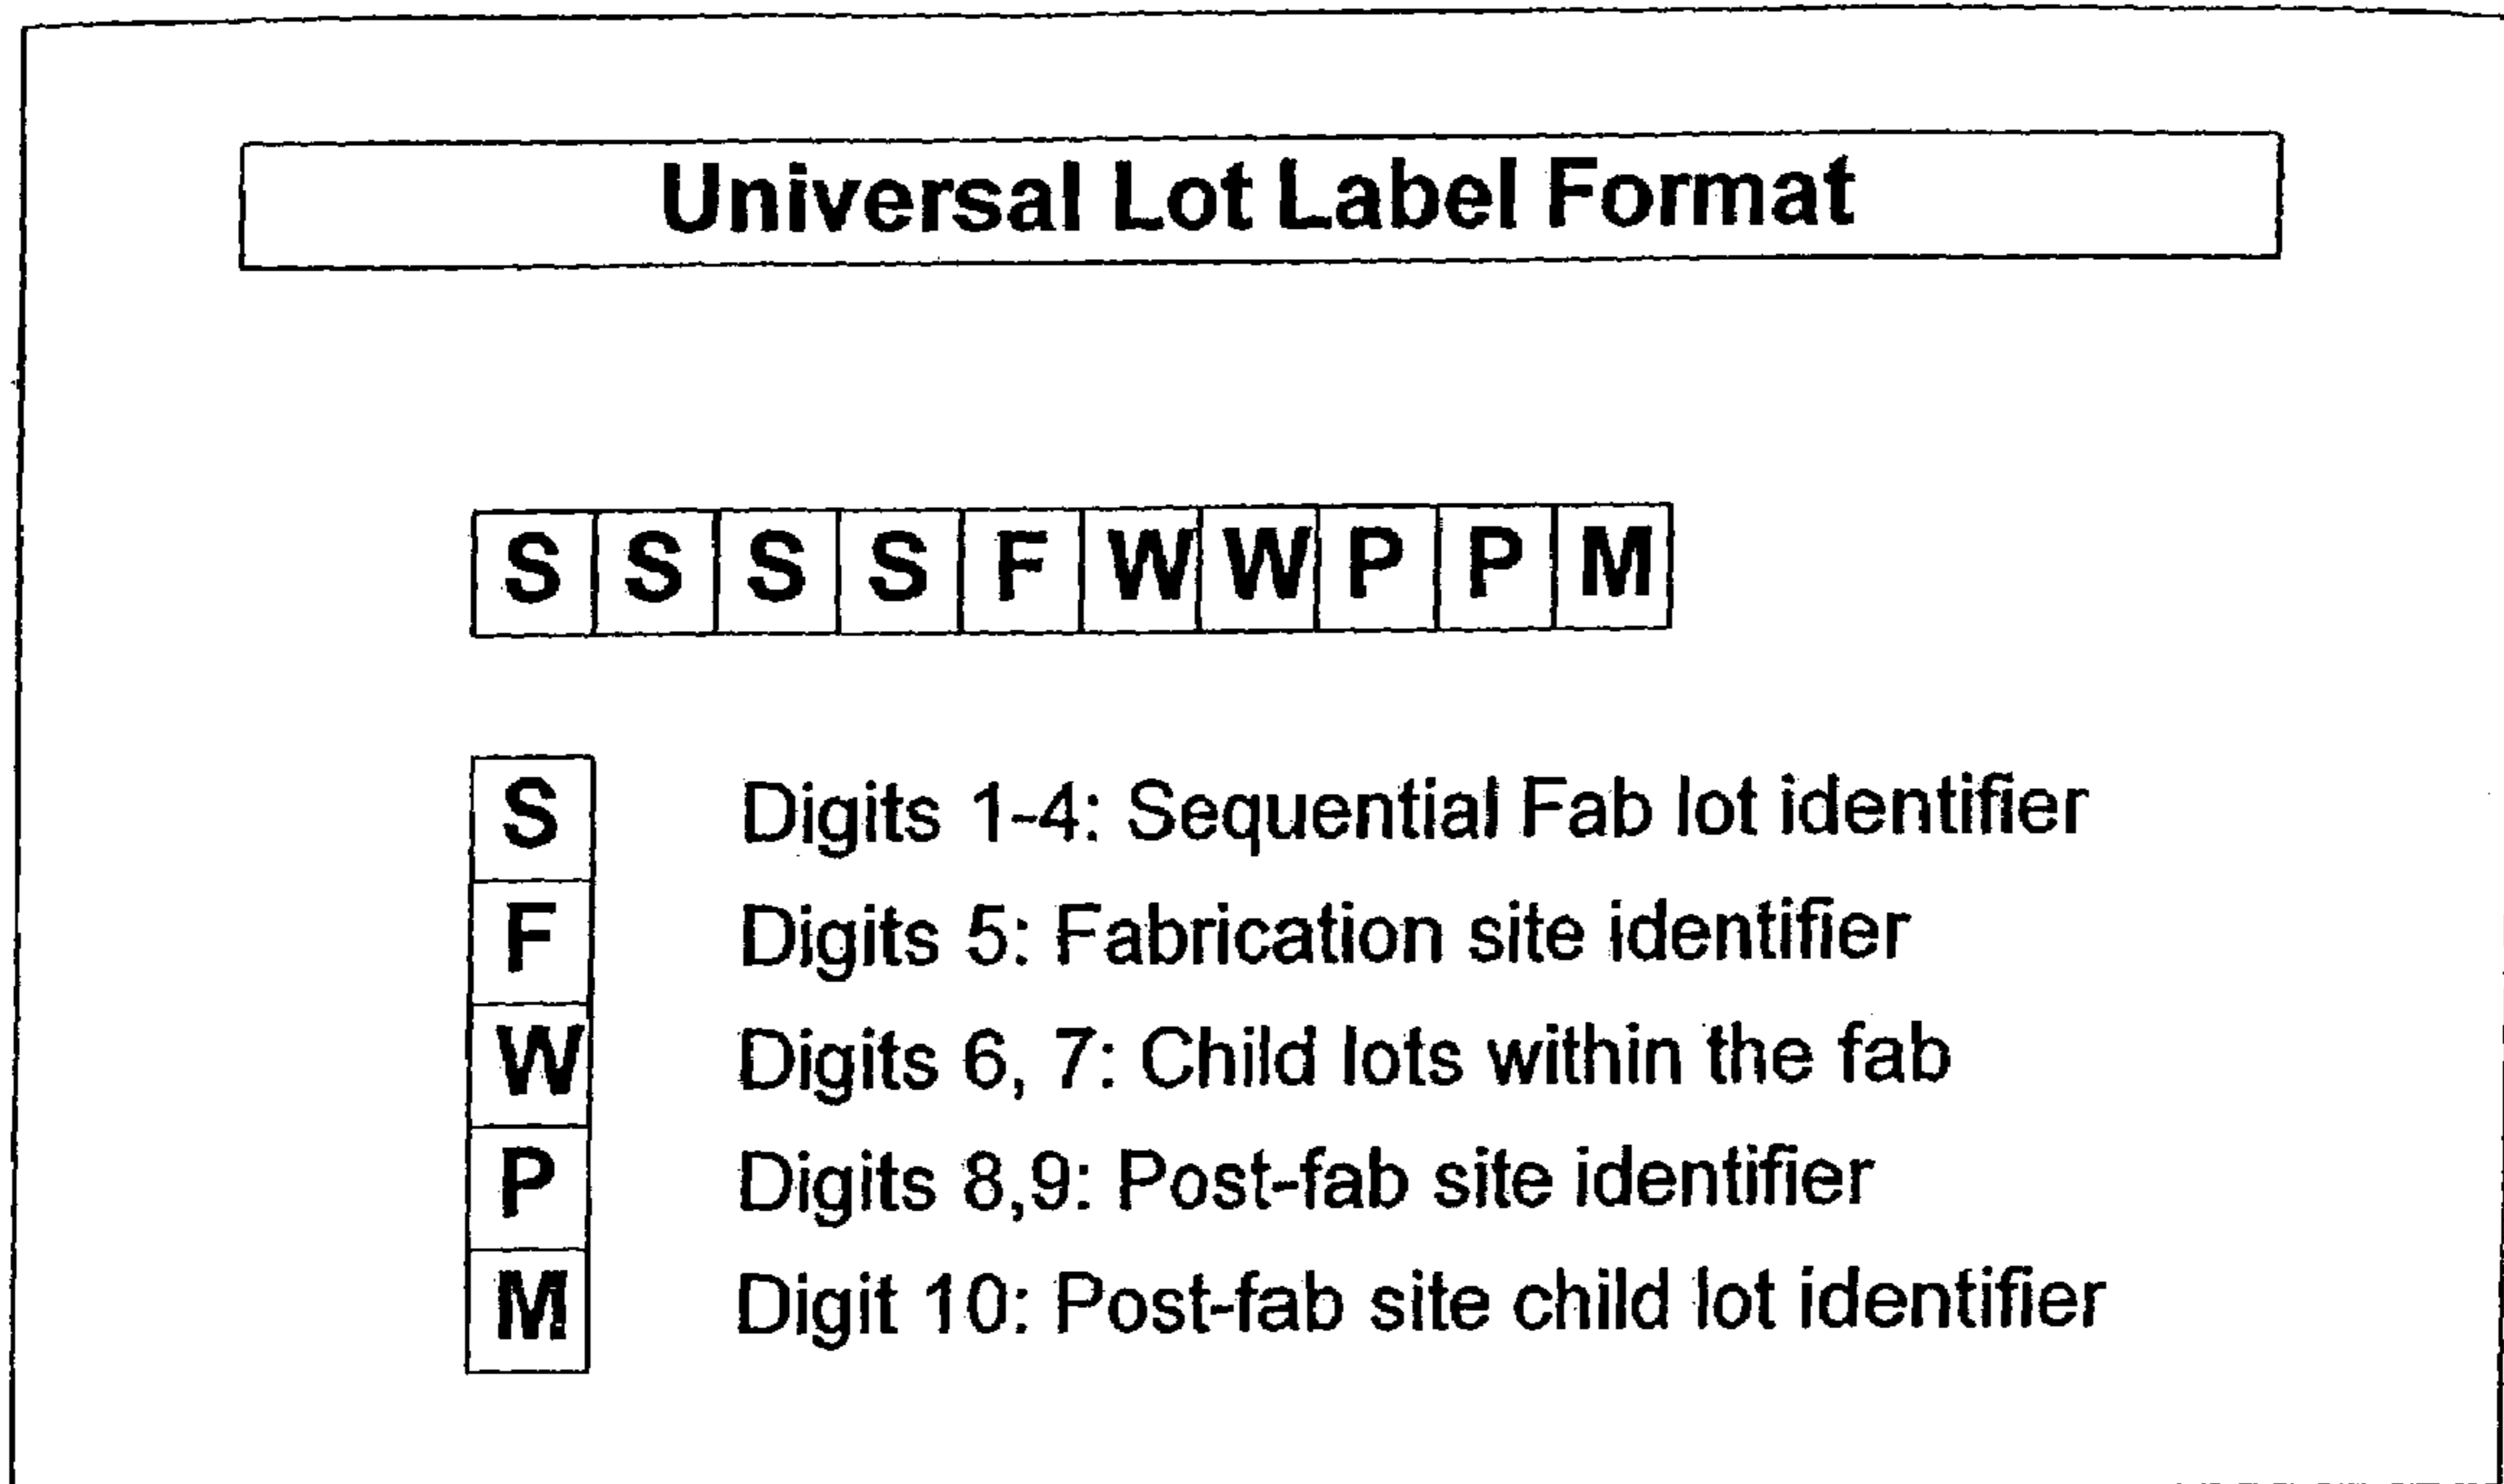 Universal Lot Label Format
S S S S F W W P P M
S Digits 1-4: Sequential Fab lot identifier
F Digits 5: Fabrication site identifier
W Digits 6, 7: Child lots within the fab
P Digits 8,9: Post-fab site identifier
M Digit 10: Post-fab site child lot identifier